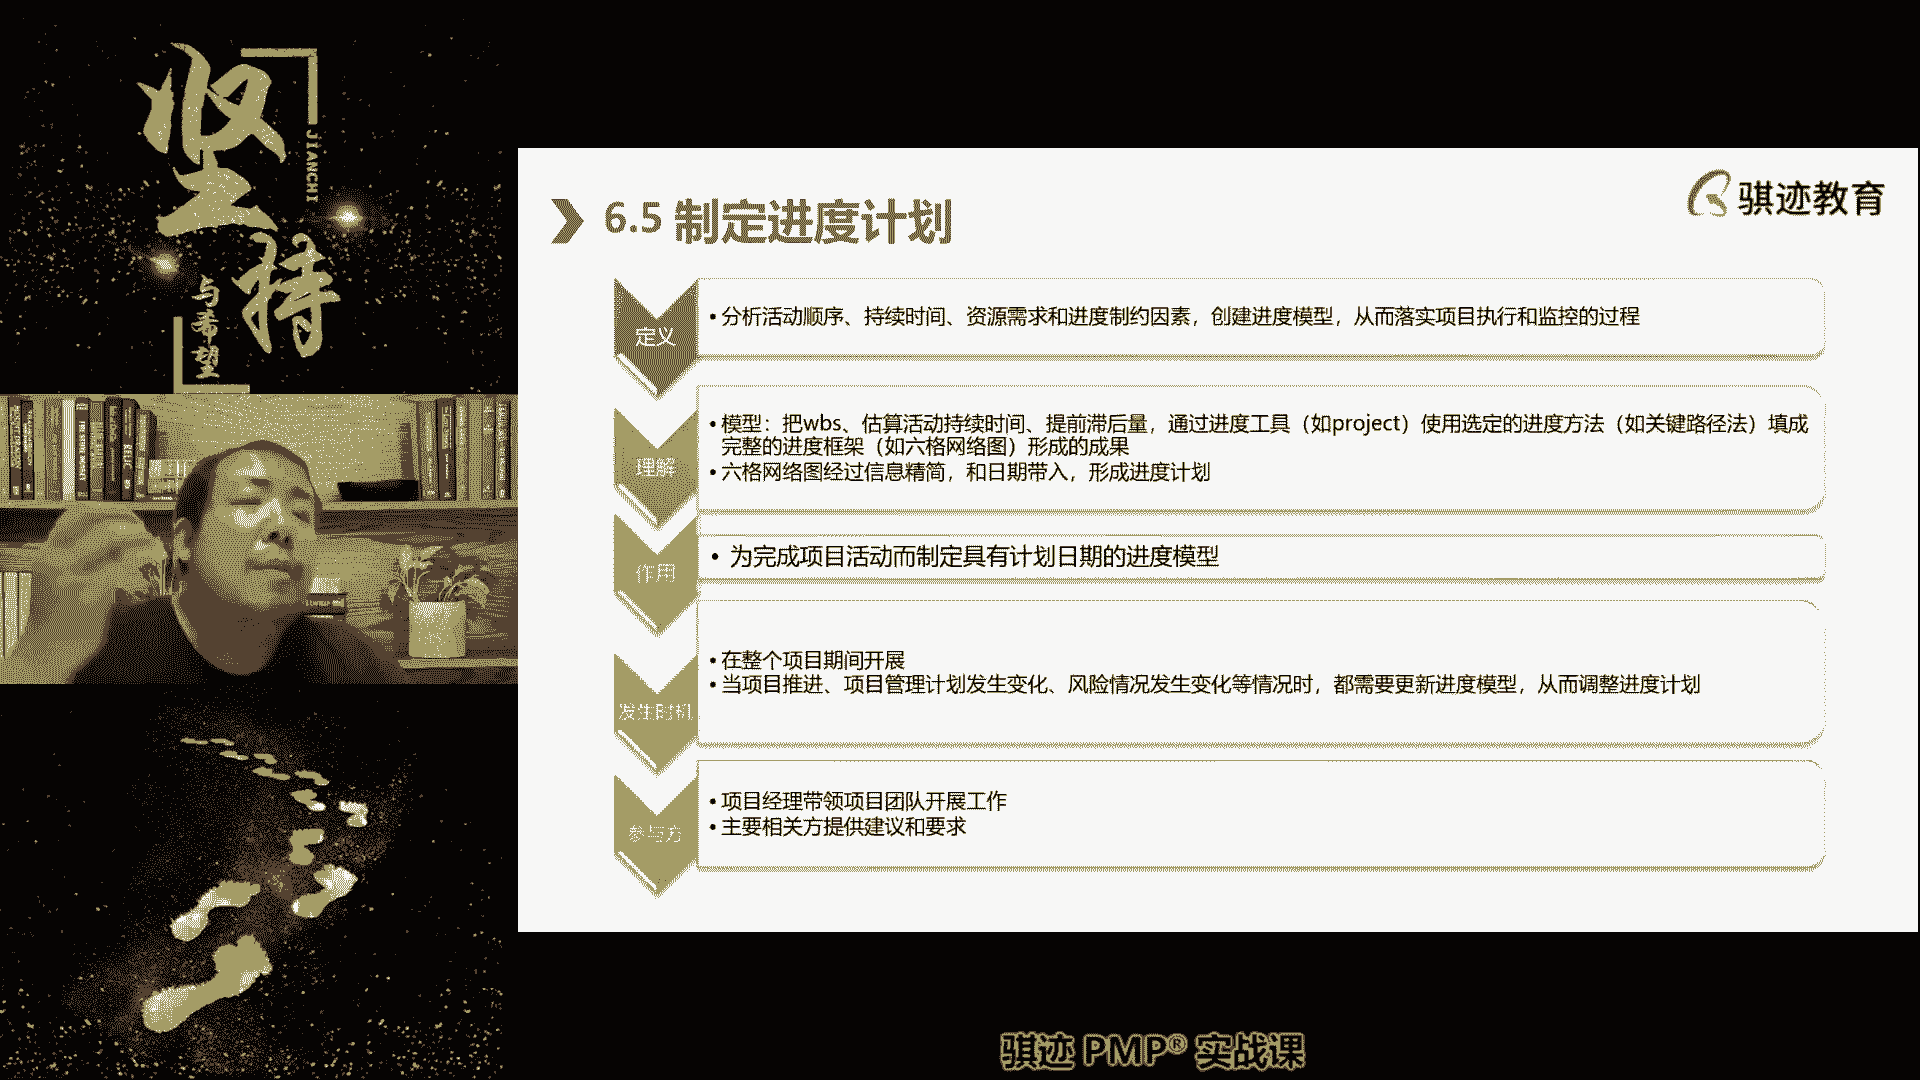 坚持
JIANCHI
与希望
骐迹教育
6.5 制定进度计划
定义
•分析活动顺序、持续时间、资源需求和进度制约因素，创建进度模型，从而落实项目执行和监控的过程
理解
•模型：把wbs、估算活动持续时间、提前滞后量，通过进度工具（如project）使用选定的进度方法（如关键路径法）填成
完整的进度框架（如六格网络图）形成的成果
•六格网络图经过信息精简，和日期带入，形成进度计划
作用
• 为完成项目活动而制定具有计划日期的进度模型
发生时机
•在整个项目期间开展
•当项目推进、项目管理计划发生变化、风险情况发生变化等情况时，都需要更新进度模型，从而调整进度计划
参与方
•项目经理带领项目团队开展工作
•主要相关方提供建议和要求
骐迹 PMP® 实战课